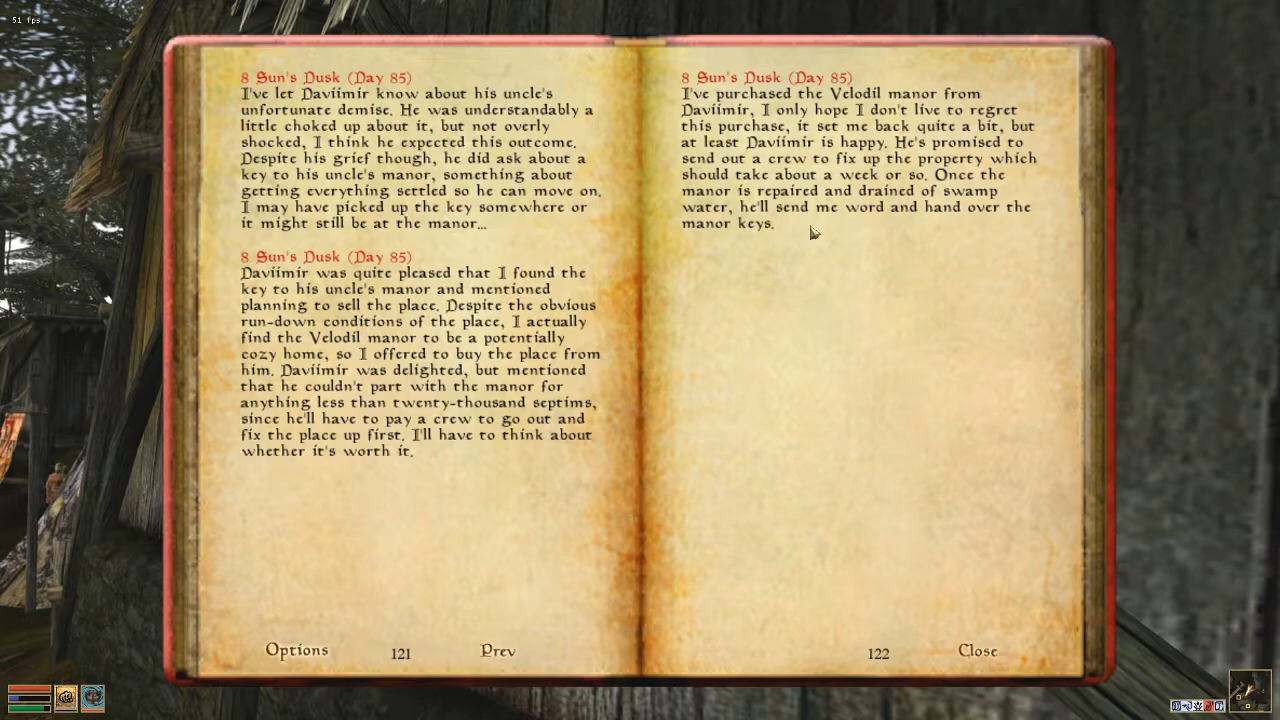 51 fps
8 Sun's Dusk (Day 85)
I've let Daviimir know about his uncle's
unfortunate demise. He was understandably a
little choked up about it, but not overly
shocked, I think he expected this outcome.
Despite his grief though, he did ask about a
key to his uncle's manor, something about
getting everything settled so he can move on.
I may have picked up the key somewhere or
it might still be at the manor...
8 Sun's Dusk (Day 85)
Daviimir was quite pleased that I found the
key to his uncle's manor and mentioned
planning to sell the place. Despite the obvious
run-down conditions of the place, I actually
find the Velodil manor to be a potentially
cozy home, so I offered to buy the place from
him. Daviimir was delighted, but mentioned
that he couldn't part with the manor for
anything less than twenty-thousand septims,
since he'll have to pay a crew to go out and
fix the place up first. I'll have to think about
whether it's worth it.
8 Sun's Dusk (Day 85)
I've purchased the Velodil manor from
Daviimir, I only hope I don't live to regret
this purchase, it set me back quite a bit, but
at least Daviimir is happy. He's promised to
send out a crew to fix up the property which
should take about a week or so. Once the
manor is repaired and drained of swamp
water, he'll send me word and hand over the
manor keys.
Options
121
Prev
122
Close